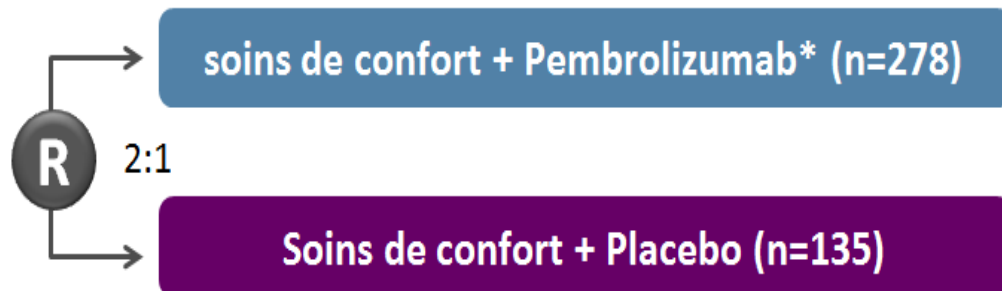 soins de confort + Pembrolizumab* (n=278)
R
2:1
Soins de confort + Placebo (n=135)